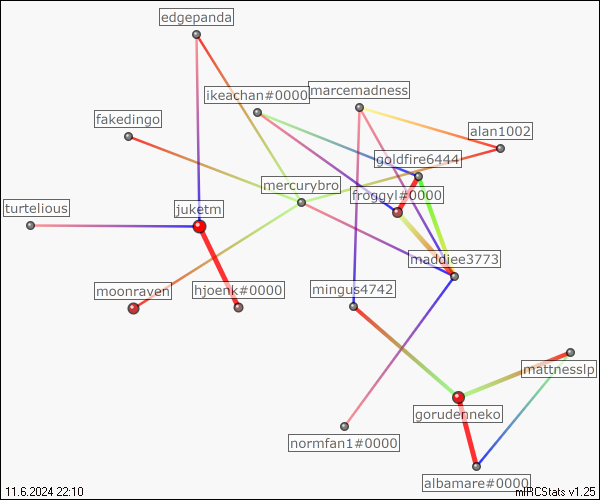 edgepanda
ikeachan#0000
marcemadness
fakedingo
alan1002
goldfire6444
mercurybro
froggyl#0000
turtelious
juketm
maddiee3773
moonraven
hjoenk#0000
mingus4742
mattnesslp
gorudenneko
normfan1#0000
albamare#0000
11.6.2024 22:10
mIRCStats v1.25